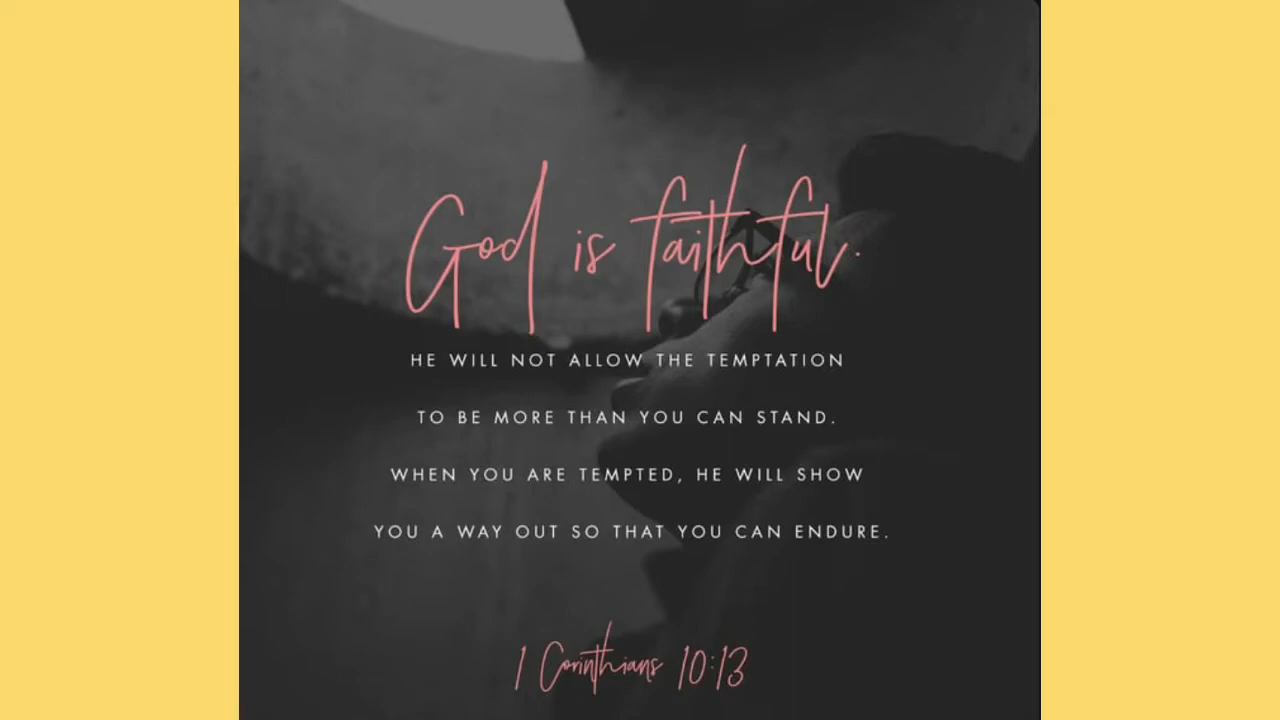 God is faithful.
HE WILL NOT ALLOW THE TEMPTATION
TO BE MORE THAN YOU CAN STAND.
WHEN YOU ARE TEMPTED, HE WILL SHOW
YOU A WAY OUT SO THAT YOU CAN ENDURE.
1 Corinthians 10:13